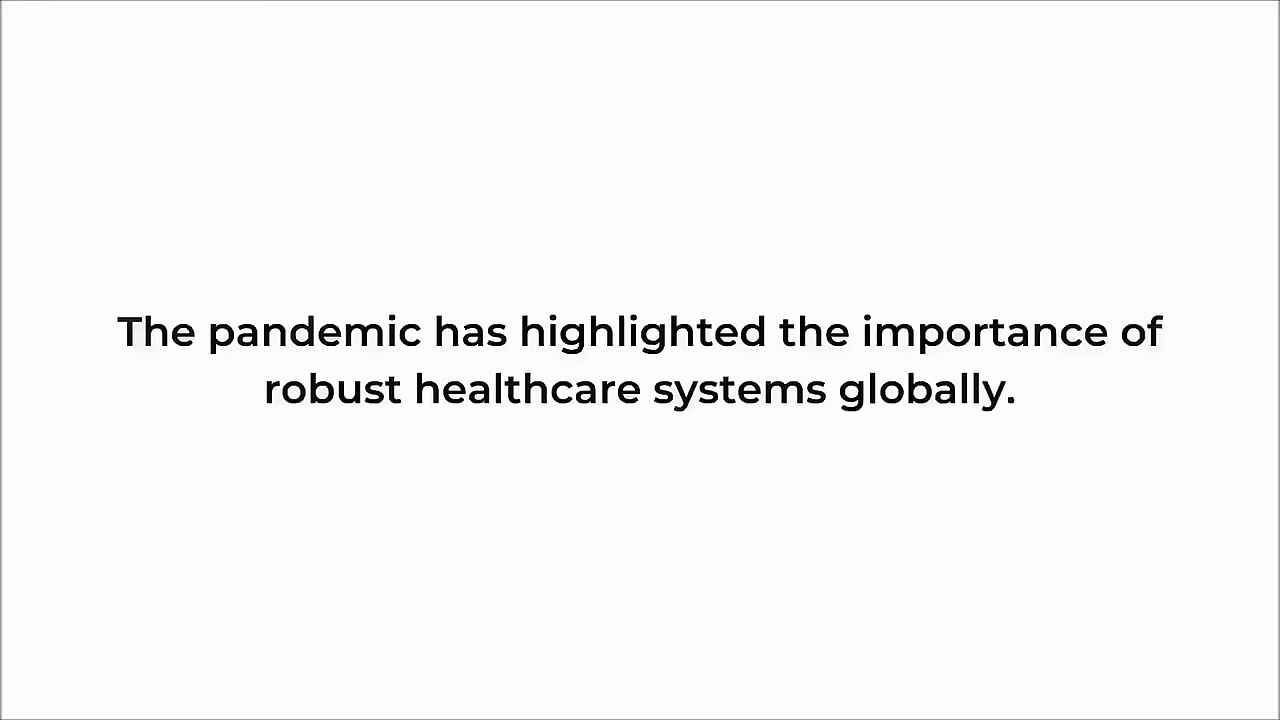 The pandemic has highlighted the importance of
robust healthcare systems globally.